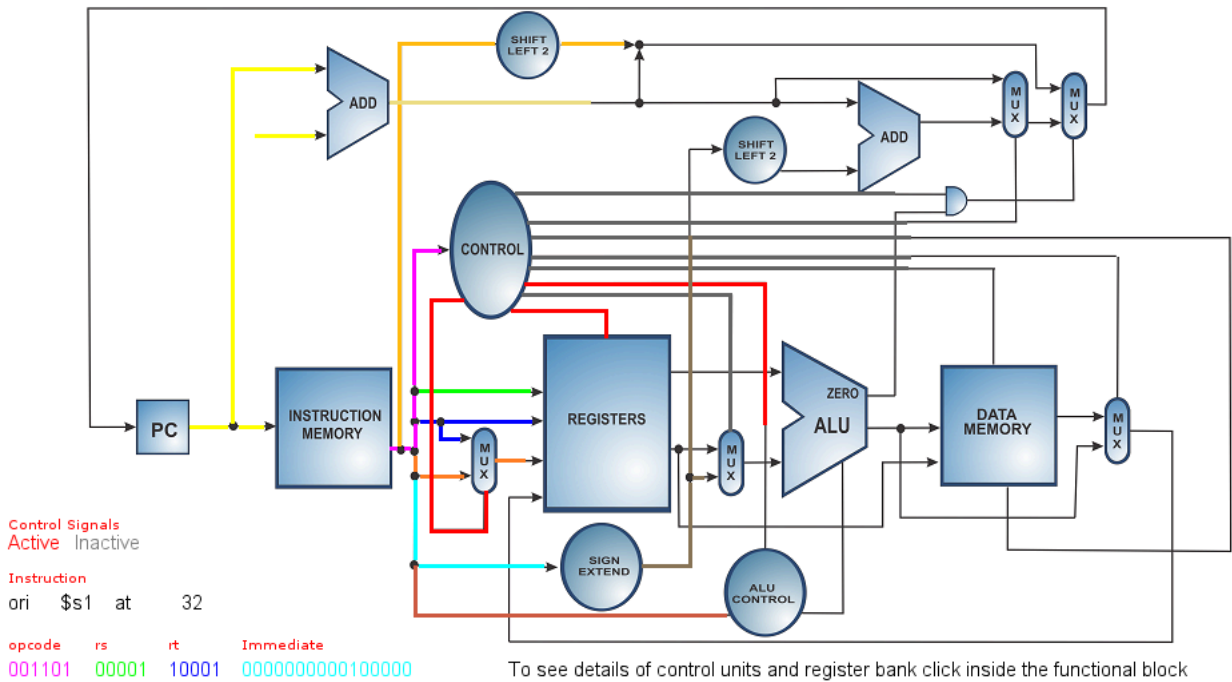 SHIFT
LEFT 2
ADD
M
U
X
M
U
X
SHIFT
LEFT 2
ADD
CONTROL
PC
INSTRUCTION
MEMORY
M
U
X
REGISTERS
M
U
X
ZERO
ALU
DATA
MEMORY
M
U
X
SIGN
EXTEND
ALU
CONTROL
Control Signals
Active Inactive
Instruction
ori $s1 at 32
opcode rs rt Immediate
001101 00001 10001 0000000000100000
To see details of control units and register bank click inside the functional block